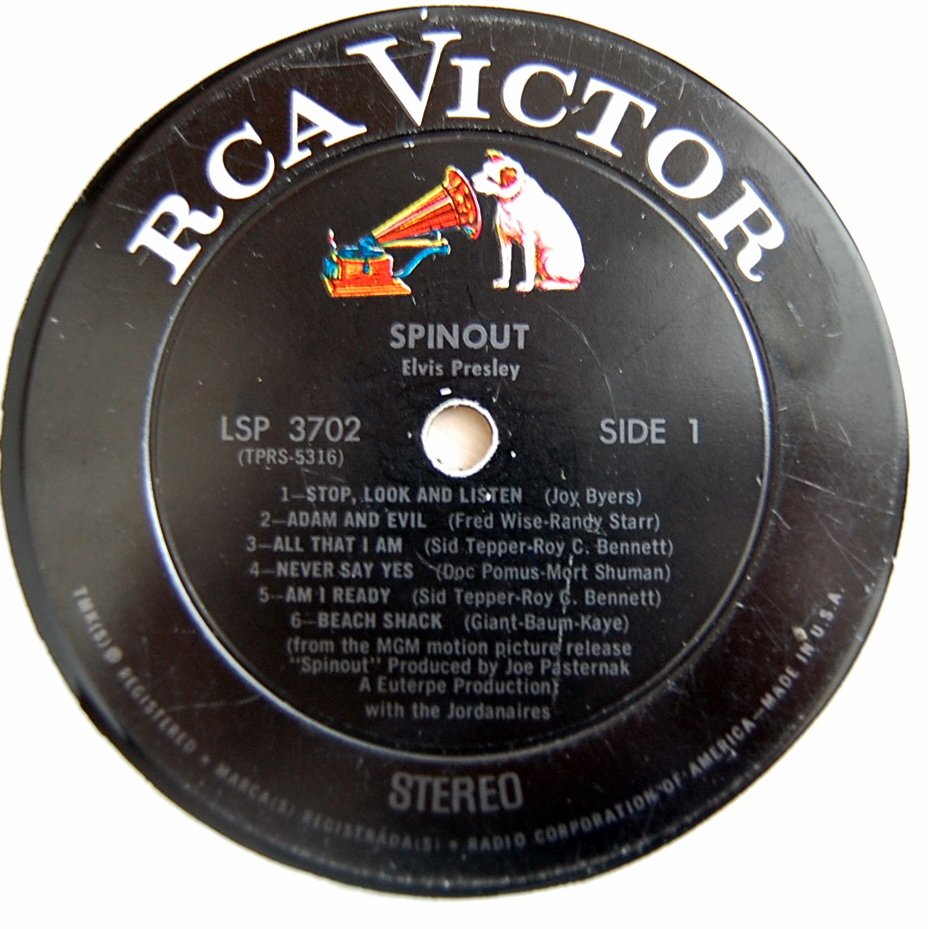 RCA VICTOR
SPINOUT
Elvis Presley
LSP 3702
SIDE 1
(TPRS-5316)
1—STOP, LOOK AND LISTEN (Joy Byers)
2—ADAM AND EVIL (Fred Wise-Randy Starr)
3—ALL THAT I AM (Sid Tepper-Roy C. Bennett)
4—NEVER SAY YES (Doc Pomus-Mort Shuman)
5—AM I READY (Sid Tepper-Roy C. Bennett)
6—BEACH SHACK (Giant-Baum-Kaye)
(from the MGM motion picture release
"Spinout" Produced by Joe Pasternak
A Euterpe Production)
with the Jordanaires
STEREO
TMK(S) ® REGISTERED • MARCA(S) REGISTRADA(S) • RADIO CORPORATION OF AMERICA—MADE IN U.S.A.